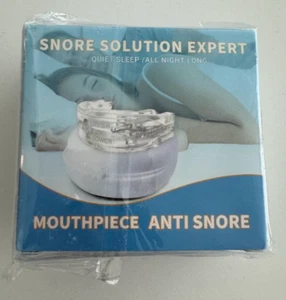 SNORE SOLUTION EXPERT
QUIET SLEEP /ALL NIGHT LONG
MOUTHPIECE ANTI SNORE